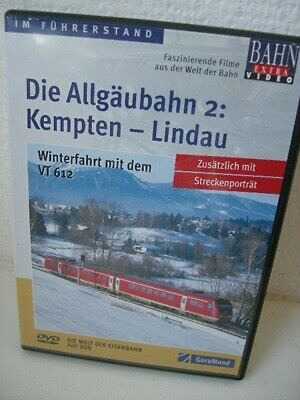 IM FÜHRERSTAND
Faszinierende Filme
aus der Welt der Bahn
BAHN
EXTRA
VIDEO
Die Allgäubahn 2:
Kempten – Lindau
Winterfahrt mit dem
VT 612
Zusätzlich mit
Streckenporträt
DVD
VIDEO
DIE WELT DER EISENBAHN
AUF DVD
GeraMond